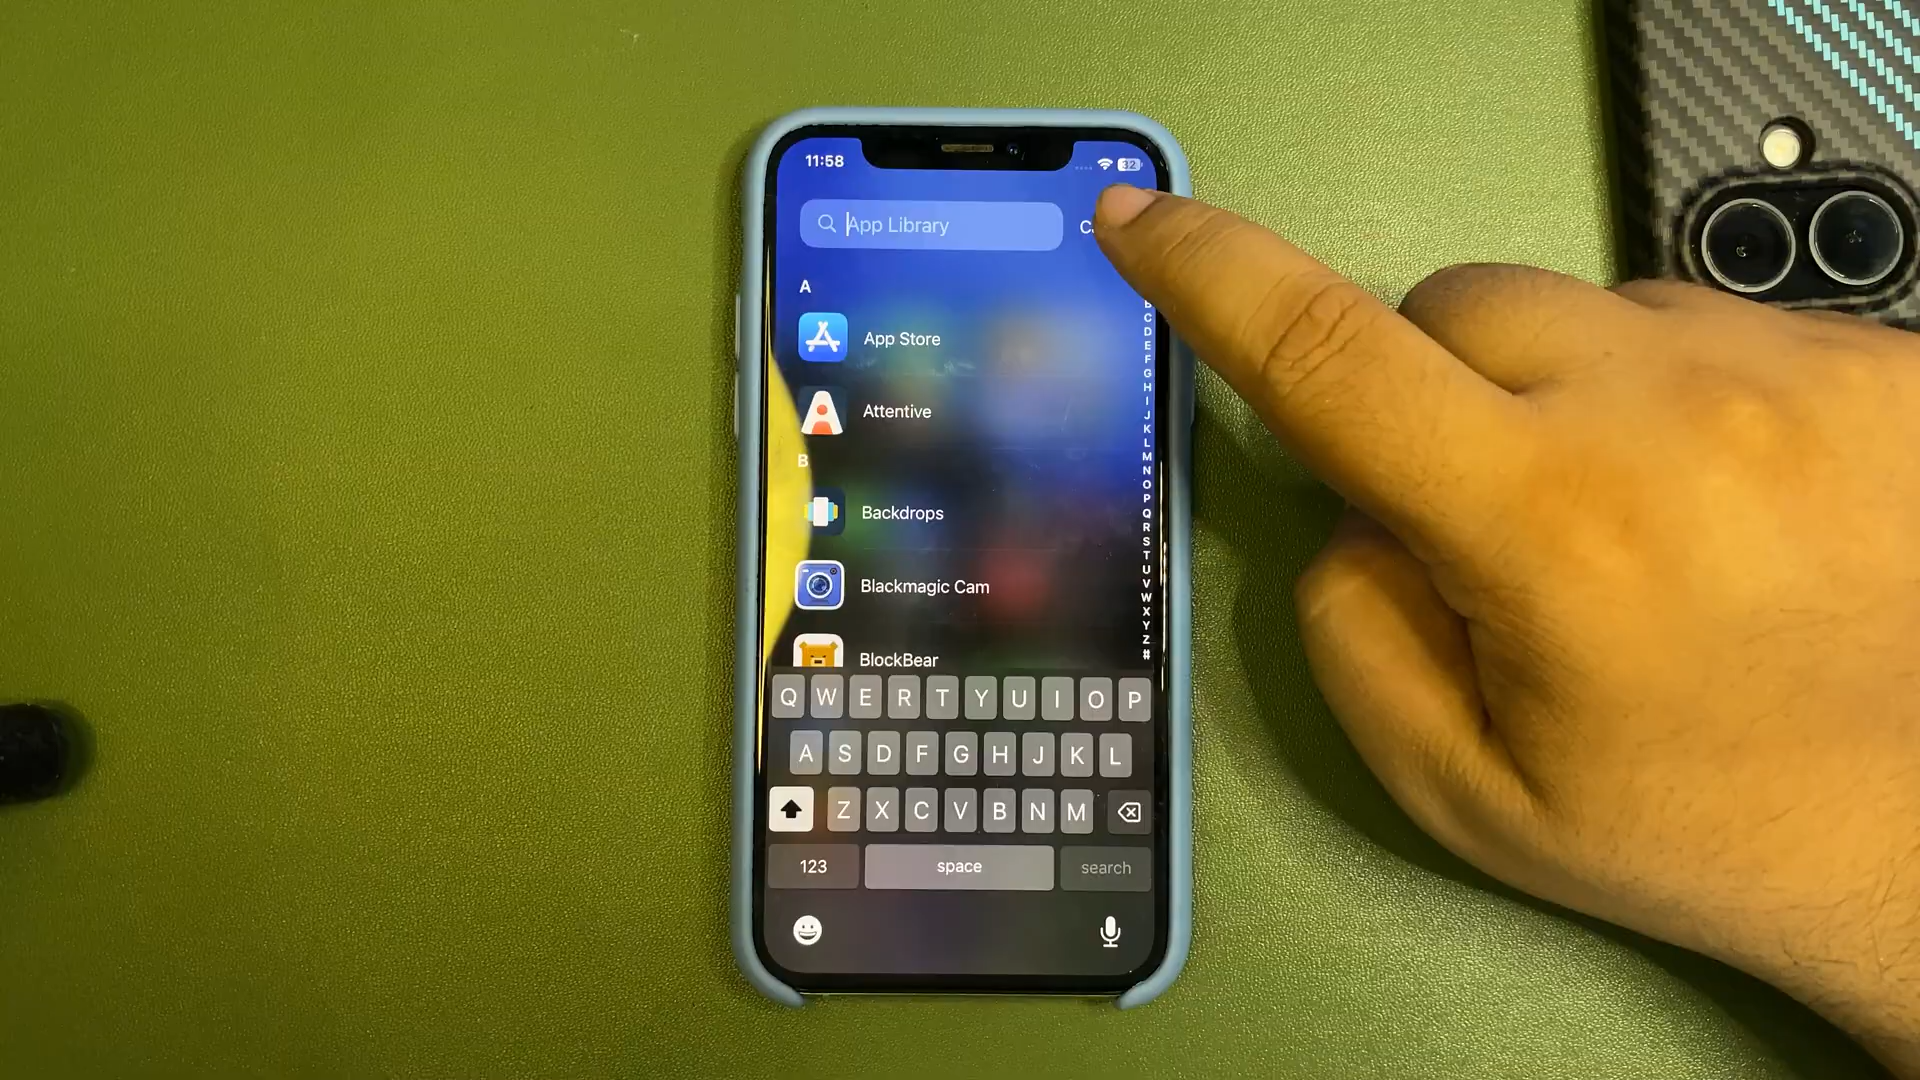 11:58
32
App Library
A
App Store
Attentive
B
Backdrops
Blackmagic Cam
BlockBear
B
C
D
E
F
G
H
I
J
K
L
M
N
O
P
Q
R
S
T
U
V
W
X
Y
Z
#
Q W E R T Y U I O P
A S D F G H J K L
Z X C V B N M
123 space search